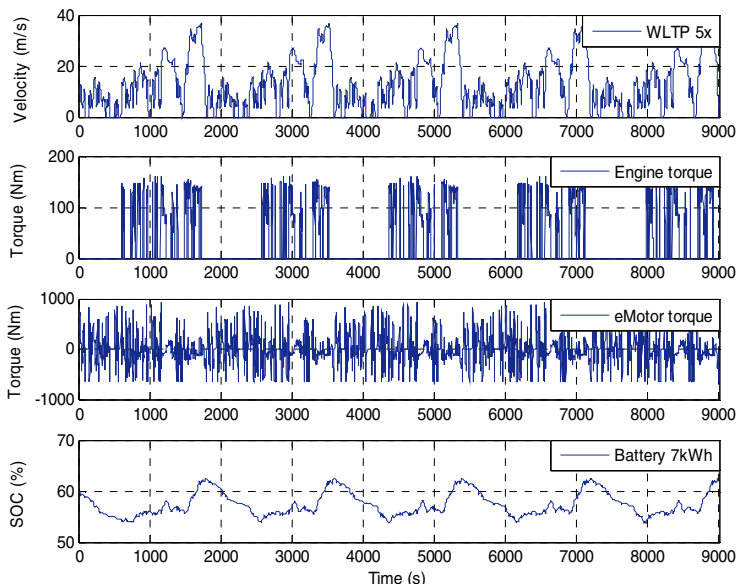 40
20
0
Velocity (m/s)
WLTP 5x
0 1000 2000 3000 4000 5000 6000 7000 8000 9000
200
100
0
Torque (Nm)
Engine torque
0 1000 2000 3000 4000 5000 6000 7000 8000 9000
1000
0
-1000
Torque (Nm)
eMotor torque
0 1000 2000 3000 4000 5000 6000 7000 8000 9000
70
60
50
SOC (%)
Battery 7kWh
0 1000 2000 3000 4000 5000 6000 7000 8000 9000
Time (s)